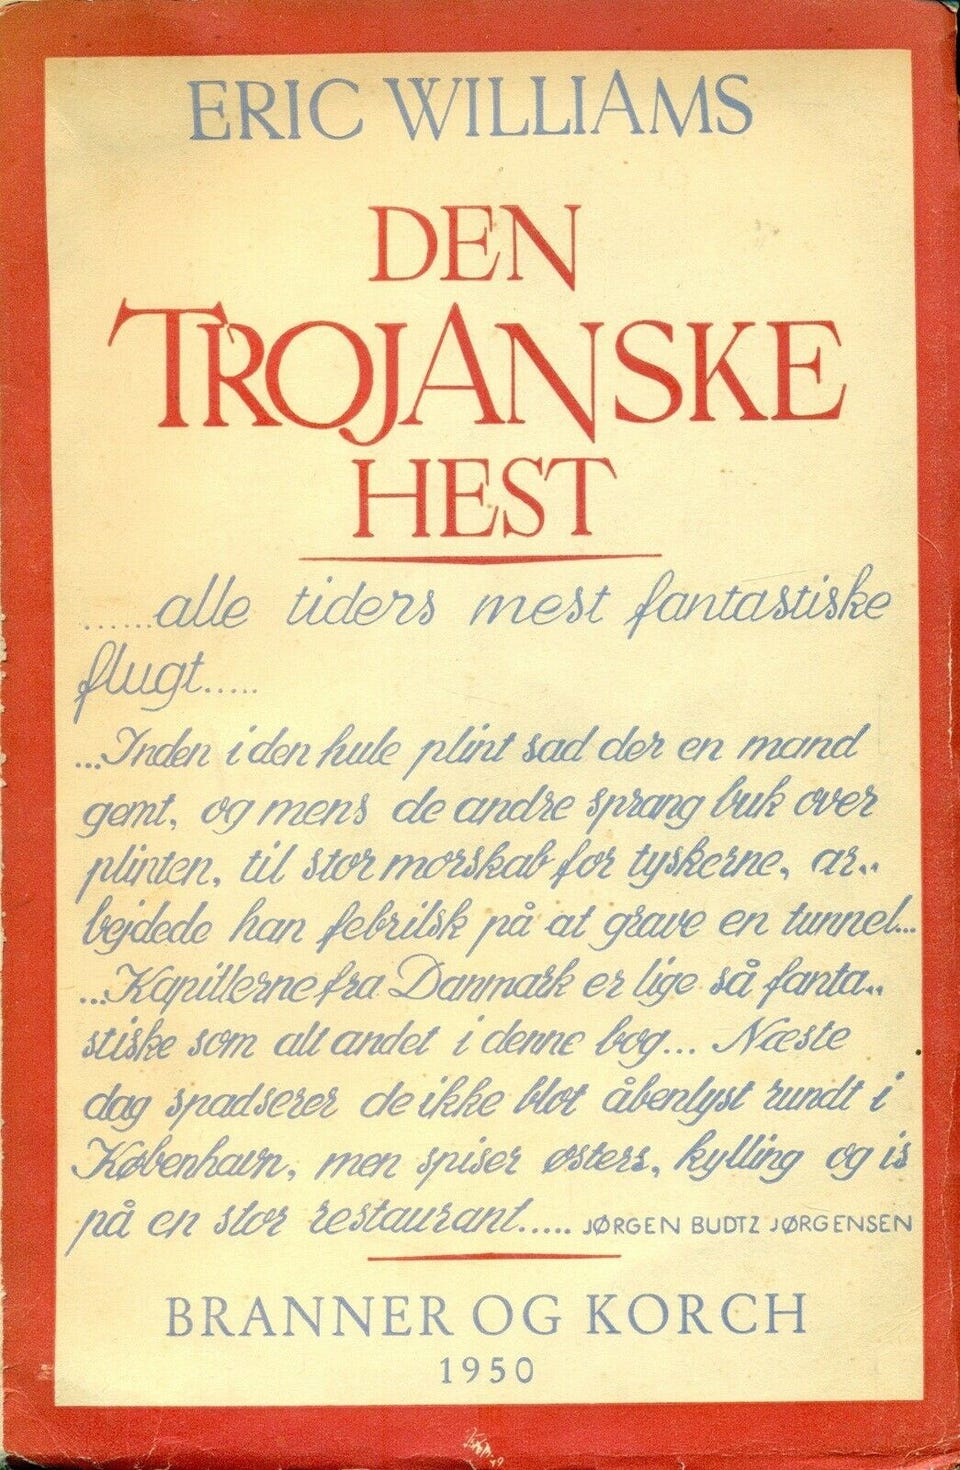 ERIC WILLIAMS
DEN
TROJANSKE
HEST
......alle tiders mest fantastiske
flugt.....
...Inden i den hule plint sad der en mand
gemt, og mens de andre sprang buk over
plinten, til stor morskab for tyskerne, ar..
bejdede han febrilsk på at grave en tunnel...
...Kapitlerne fra Danmark er lige så fanta..
stiske som alt andet i denne bog... Næste
dag spadserer de ikke blot åbenlyst rundt i
København, men spiser østers, kylling og is
på en stor restaurant..... JØRGEN BUDTZ JØRGENSEN
BRANNER OG KORCH
1950